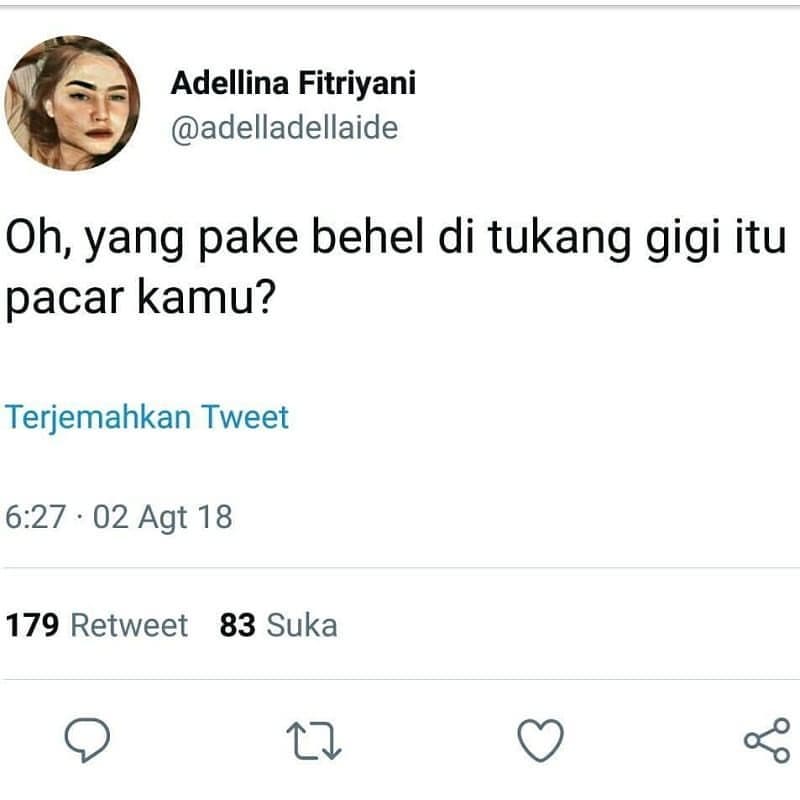 Adellina Fitriyani
@adelladellaide
Oh, yang pake behel di tukang gigi itu
pacar kamu?
Terjemahkan Tweet
6:27 · 02 Agt 18
179 Retweet 83 Suka